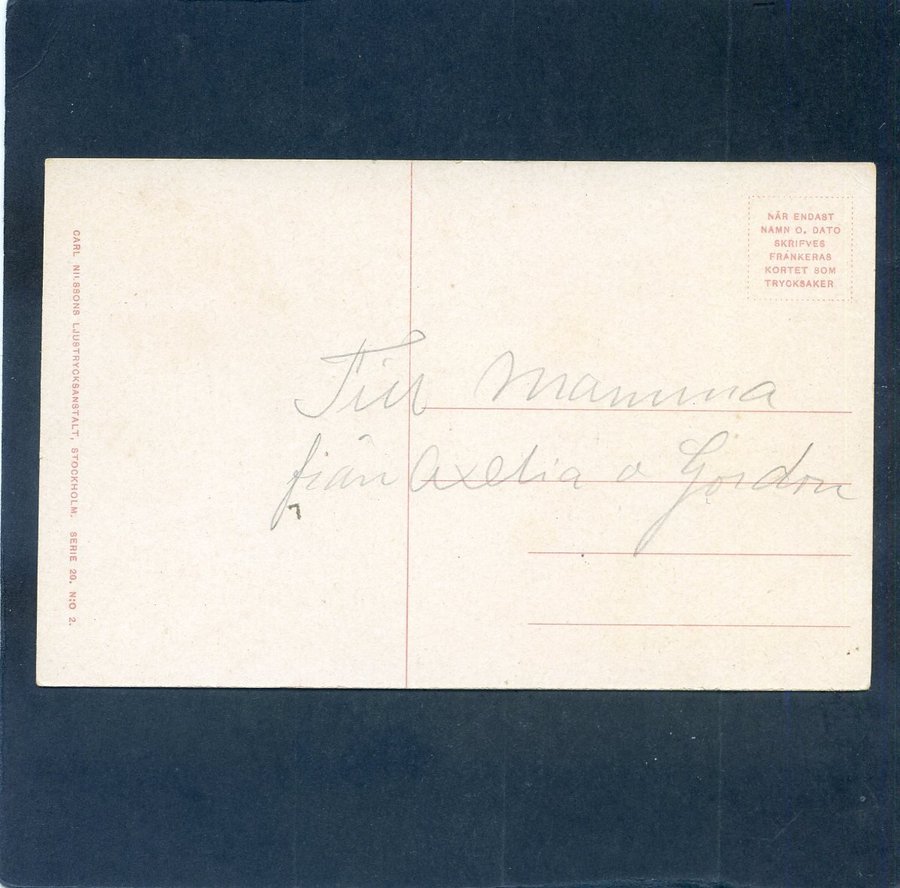 CARL NILSSONS LJUSTRYCKSANSTALT, STOCKHOLM. SERIE 20. N:O 2.
NÄR ENDAST
NAMN O. DATO
SKRIFVES
FRANKERAS
KORTET SOM
TRYCKSAKER
Till Mamma
från Axelia o Gordon